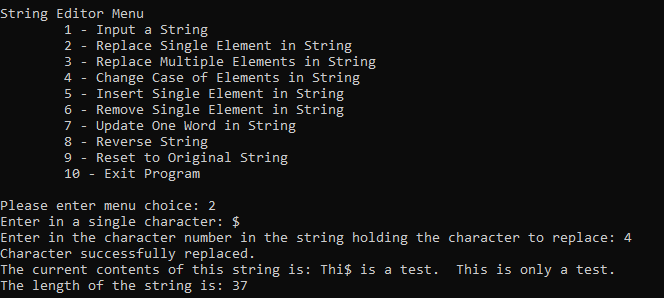 String Editor Menu
1 - Input a String
2 - Replace Single Element in String
3 - Replace Multiple Elements in String
4 - Change Case of Elements in String
5 - Insert Single Element in String
6 - Remove Single Element in String
7 - Update One Word in String
8 - Reverse String
9 - Reset to Original String
10 - Exit Program
Please enter menu choice: 2
Enter in a single character: $
Enter in the character number in the string holding the character to replace: 4
Character successfully replaced.
The current contents of this string is: Thi$ is a test.  This is only a test.
The length of the string is: 37